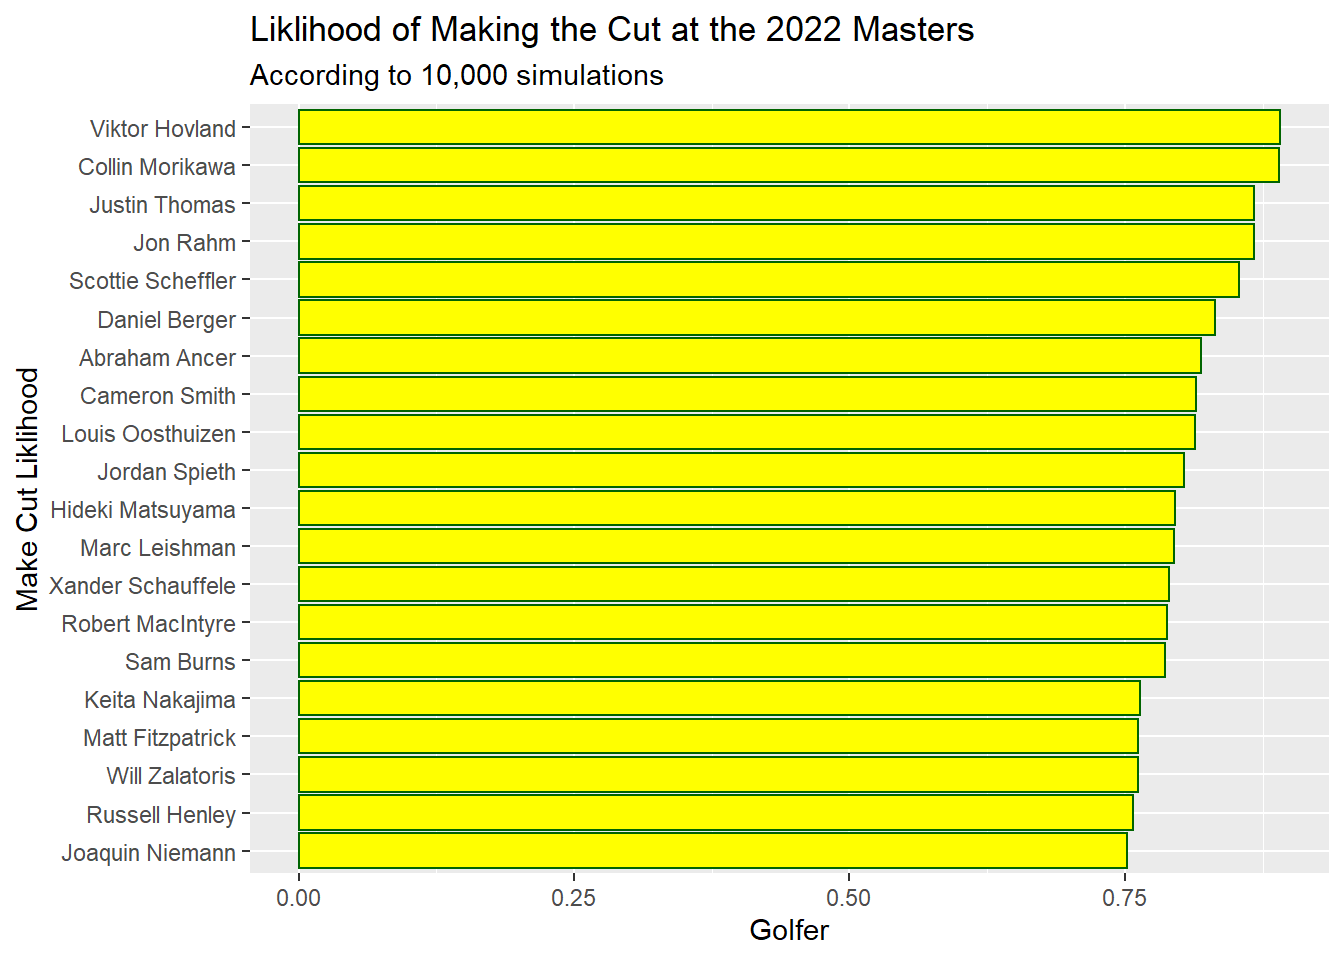 Liklihood of Making the Cut at the 2022 Masters
According to 10,000 simulations
Make Cut Liklihood
Viktor Hovland
Collin Morikawa
Justin Thomas
Jon Rahm
Scottie Scheffler
Daniel Berger
Abraham Ancer
Cameron Smith
Louis Oosthuizen
Jordan Spieth
Hideki Matsuyama
Marc Leishman
Xander Schauffele
Robert MacIntyre
Sam Burns
Keita Nakajima
Matt Fitzpatrick
Will Zalatoris
Russell Henley
Joaquin Niemann
0.00 0.25 0.50 0.75
Golfer